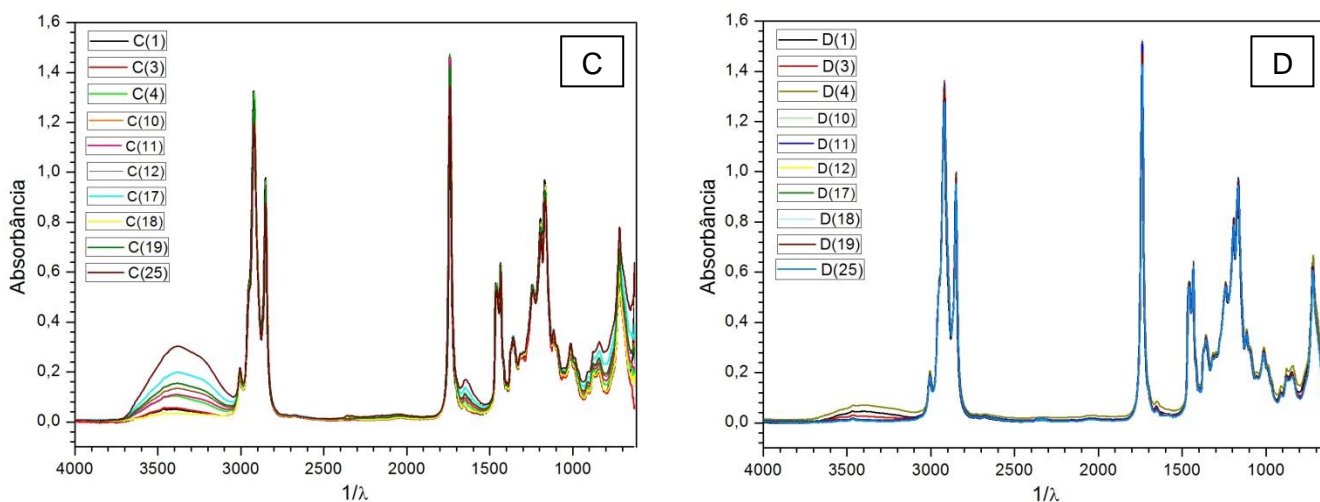 1,6
1,4
1,2
1,0
0,8
0,6
0,4
0,2
0,0
Absorbância
C(1)
C(3)
C(4)
C(10)
C(11)
C(12)
C(17)
C(18)
C(19)
C(25)
C
4000 3500 3000 2500 2000 1500 1000
1/λ
1,6
1,4
1,2
1,0
0,8
0,6
0,4
0,2
0,0
Absorbância
D(1)
D(3)
D(4)
D(10)
D(11)
D(12)
D(17)
D(18)
D(19)
D(25)
D
4000 3500 3000 2500 2000 1500 1000
1/λ